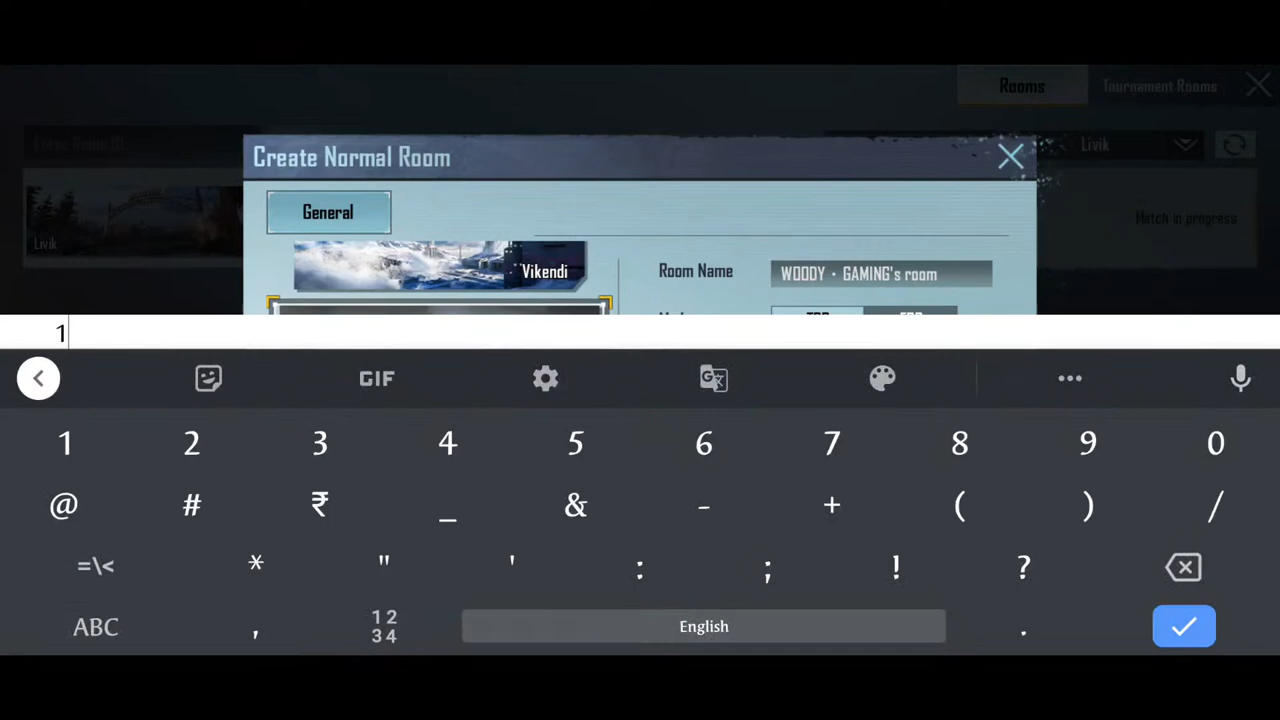 Rooms
Tournament Rooms
Livik
Create Normal Room
General
Match in progress
Livik
Vikendi
Room Name
WOODY • GAMING's room
1
GIF
1 2 3 4 5 6 7 8 9 0
@ # ₹ _ & - + ( ) /
=\< * " ' : ; ! ?
ABC , 12 English .
34